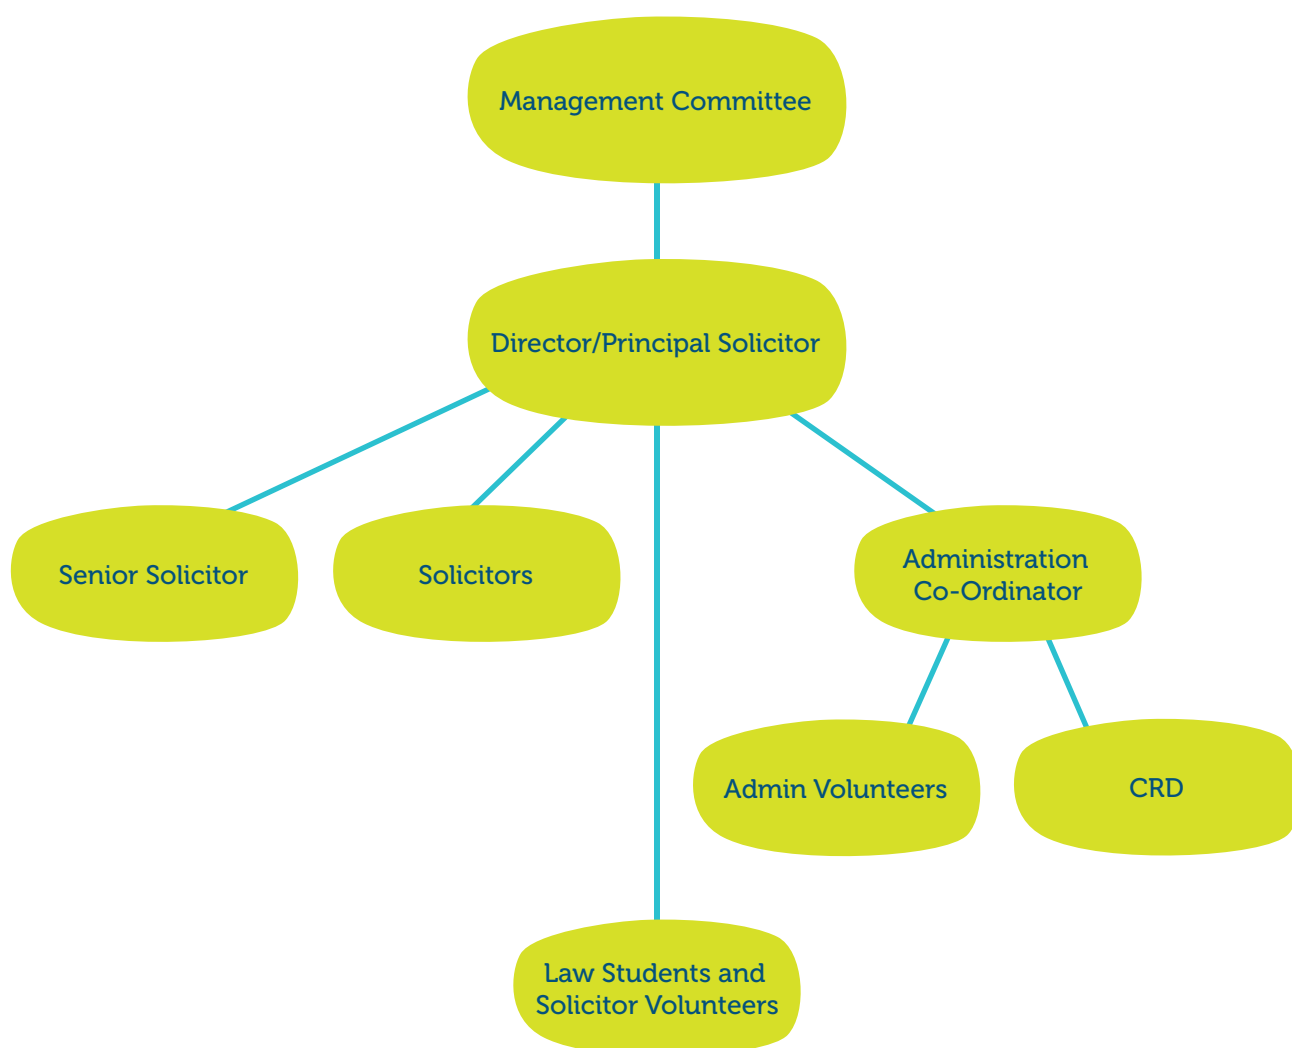 Management Committee
Director/Principal Solicitor
Senior Solicitor
Solicitors
Administration
Co-Ordinator
Admin Volunteers
CRD
Law Students and
Solicitor Volunteers